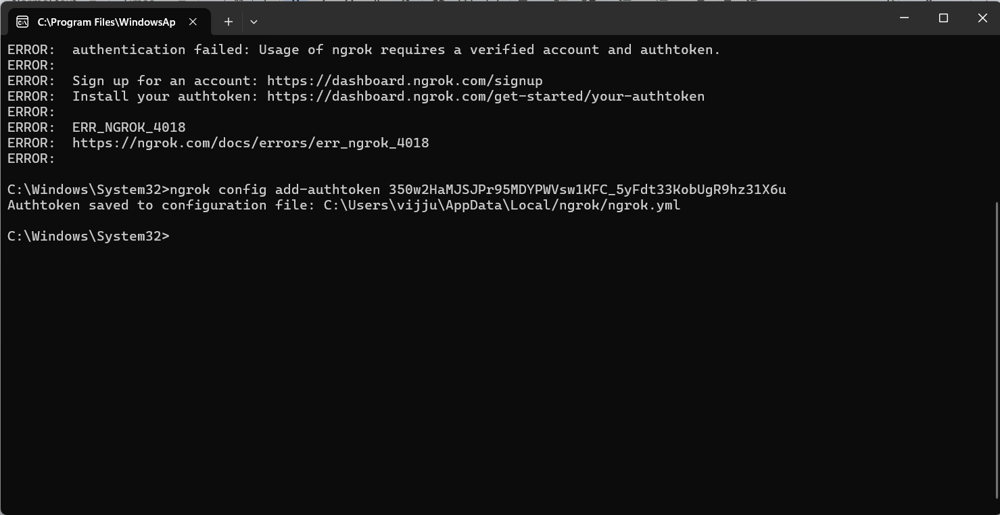 C:\Program Files\WindowsAp
ERROR:  authentication failed: Usage of ngrok requires a verified account and authtoken.
ERROR:
ERROR:  Sign up for an account: https://dashboard.ngrok.com/signup
ERROR:  Install your authtoken: https://dashboard.ngrok.com/get-started/your-authtoken
ERROR:
ERROR:  ERR_NGROK_4018
ERROR:  https://ngrok.com/docs/errors/err_ngrok_4018
ERROR:
C:\Windows\System32>ngrok config add-authtoken 350w2HaMJSJPr95MDYPWVsw1KFC_5yFdt33KobUgR9hz31X6u
Authtoken saved to configuration file: C:\Users\vijju\AppData\Local/ngrok/ngrok.yml
C:\Windows\System32>